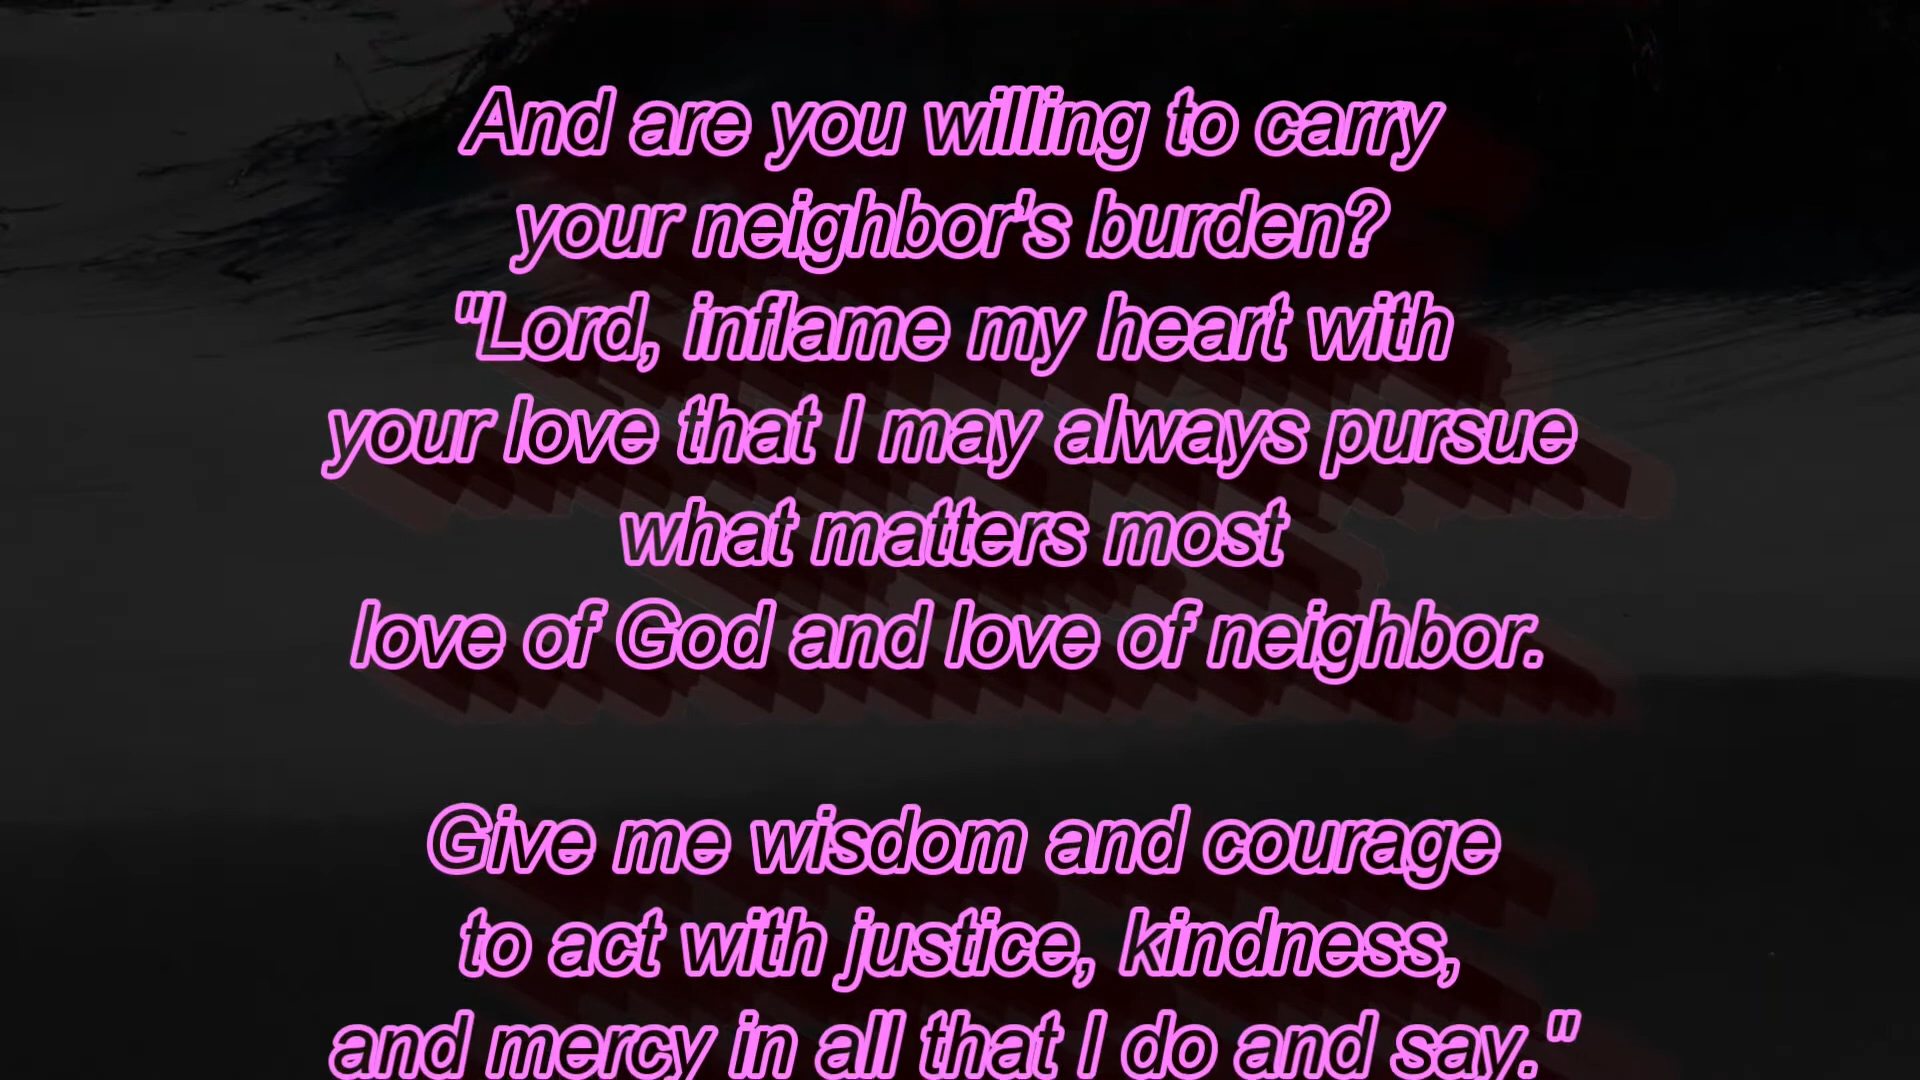 And are you willing to carry
your neighbor's burden?
"Lord, inflame my heart with
your love that I may always pursue
what matters most
love of God and love of neighbor.
Give me wisdom and courage
to act with justice, kindness,
and mercy in all that I do and say."